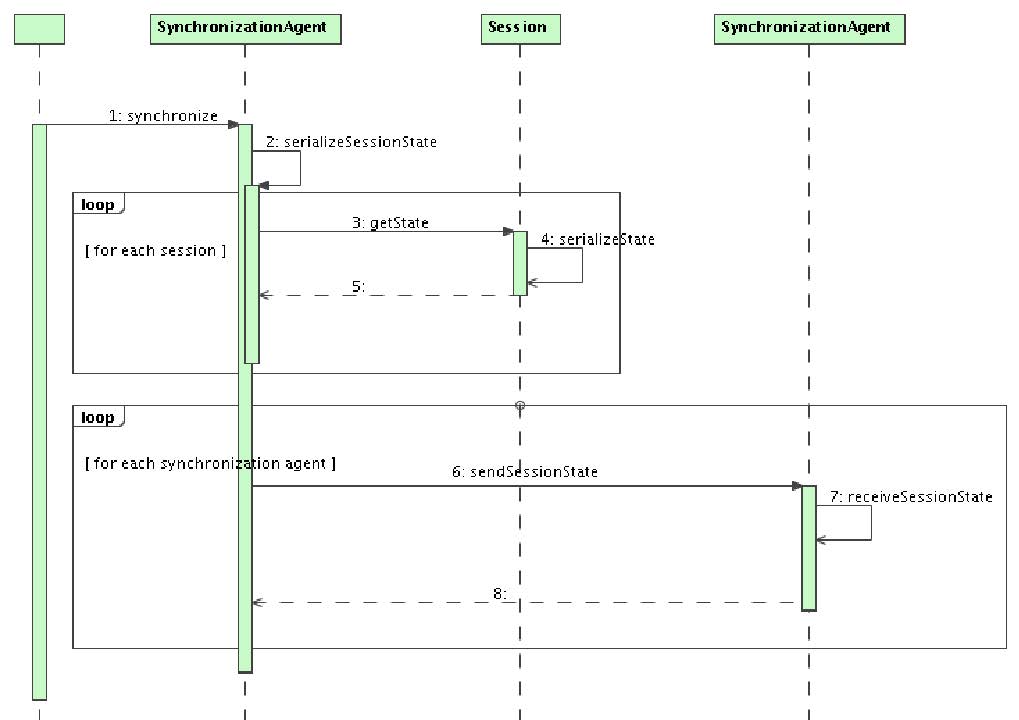 SynchronizationAgent
Session
SynchronizationAgent
1: synchronize
2: serializeSessionState
loop
3: getState
4: serializeState
[ for each session ]
5:
loop
[ for each synchronization agent ]
6: sendSessionState
7: receiveSessionState
8: